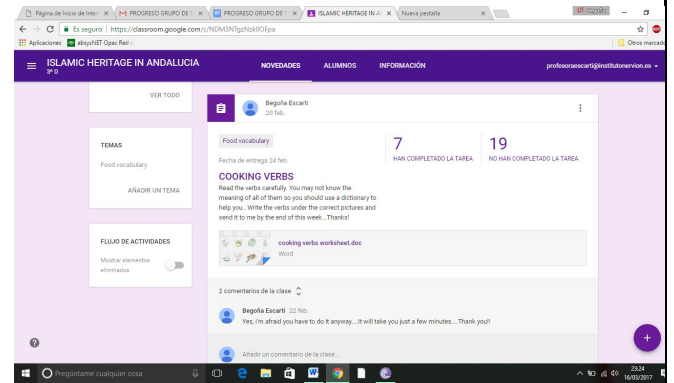 Página de Inicio de Inter
PROGRESO GRUPO DE T
PROGRESO GRUPO DE T
ISLAMIC HERITAGE IN AN
Nueva pestaña
Begoña
Es seguro | https://classroom.google.com/c/NDM3NTgzNzk0OFpa
Aplicaciones absysNET Opac Red d
Otros marcado
ISLAMIC HERITAGE IN ANDALUCIA
3º D
NOVEDADES ALUMNOS INFORMACIÓN
profesoraescarti@institutonervion.es
VER TODO
TEMAS
Food vocabulary
AÑADIR UN TEMA
FLUJO DE ACTIVIDADES
Mostrar elementos
eliminados
Begoña Escarti
20 feb.
Food vocabulary
Fecha de entrega 24 feb.
7
HAN COMPLETADO LA TAREA
19
NO HAN COMPLETADO LA TAREA
COOKING VERBS
Read the verbs carefully. You may not know the
meaning of all of them so you should use a dictionary to
help you.. Write the verbs under the correct pictures and
send it to me by the end of this week...Thanks!
cooking verbs worksheet.doc
Word
2 comentarios de la clase
Begoña Escarti 22 feb.
Yes, i'm afraid you have to do it anyway....It will take you just a few minutes....Thank you!!
Añadir un comentario de la clase...
Pregúntame cualquier cosa
23:24
16/03/2017